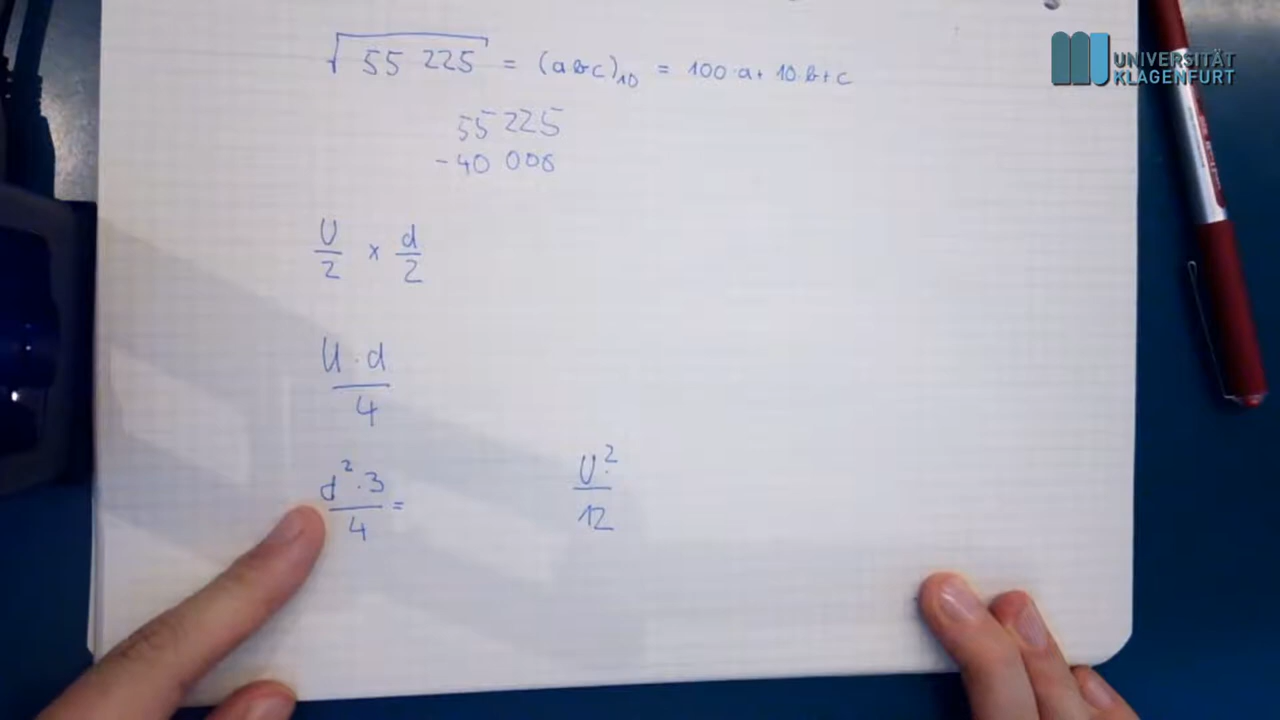 √55 225 = (abc)₁₀ = 100·a + 10·b + c
55 225
- 40 000
U/2 × d/2
U·d/4
d²·3/4 =
U²/12
UNIVERSITÄT
KLAGENFURT